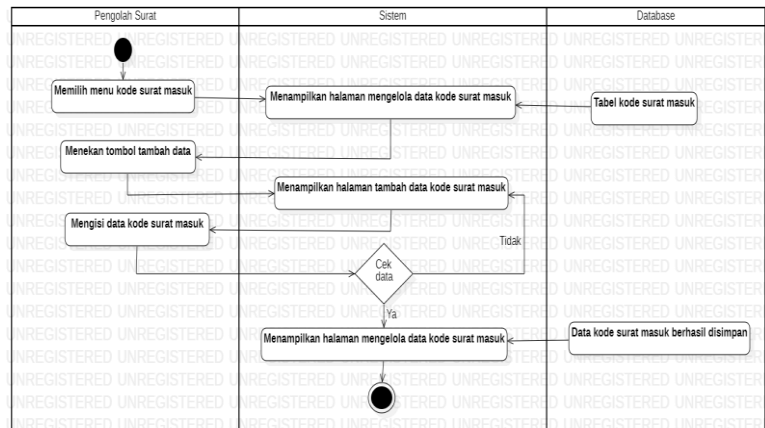 Pengolah Surat
Sistem
Database
Memilih menu kode surat masuk
Menampilkan halaman mengelola data kode surat masuk
Tabel kode surat masuk
Menekan tombol tambah data
Menampilkan halaman tambah data kode surat masuk
Mengisi data kode surat masuk
Tidak
Cek
data
Ya
Menampilkan halaman mengelola data kode surat masuk
Data kode surat masuk berhasil disimpan
UNREGISTERED